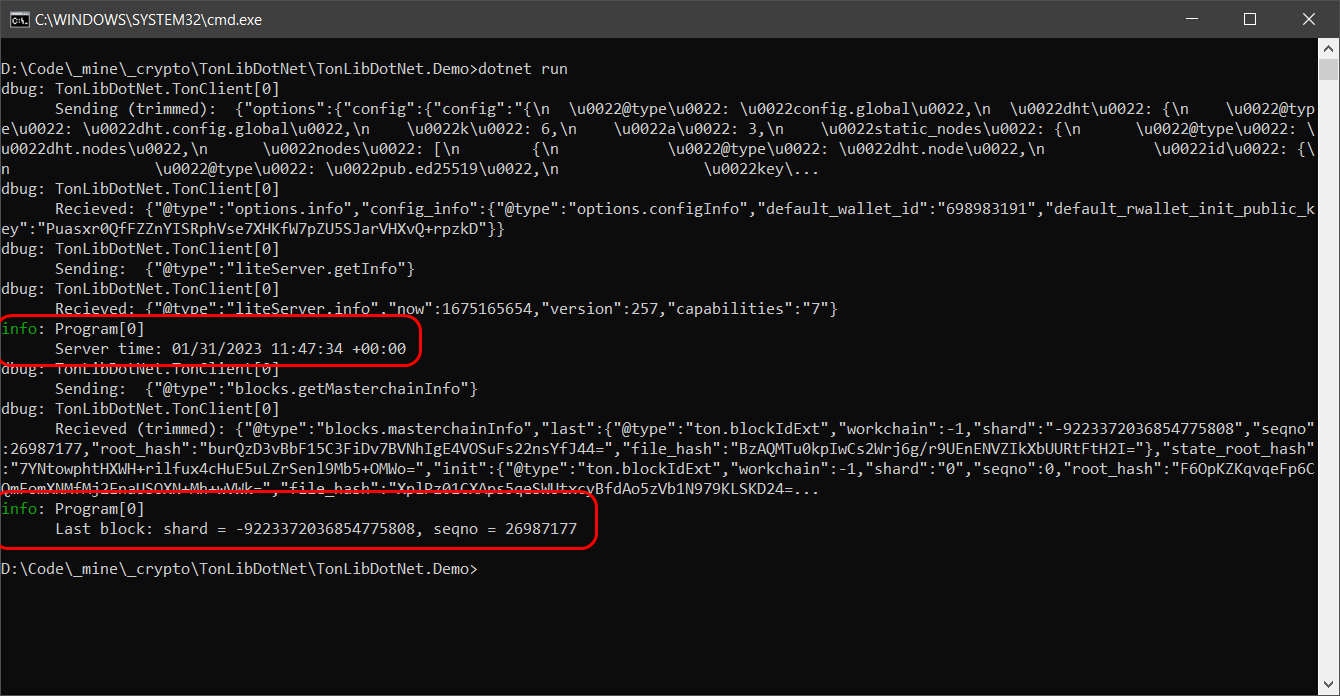 C:\WINDOWS\SYSTEM32\cmd.exe
D:\Code\_mine\_crypto\TonLibDotNet\TonLibDotNet.Demo>dotnet run
dbug: TonLibDotNet.TonClient[0]
      Sending (trimmed):  {"options":{"config":{"config":"{\n  \u0022@type\u0022: \u0022config.global\u0022,\n  \u0022dht\u0022: {\n    \u0022@typ
e\u0022: \u0022dht.config.global\u0022,\n    \u0022k\u0022: 6,\n    \u0022a\u0022: 3,\n    \u0022static_nodes\u0022: {\n      \u0022@type\u0022: \
u0022dht.nodes\u0022,\n      \u0022nodes\u0022: [\n        {\n            \u0022@type\u0022: \u0022dht.node\u0022,\n            \u0022id\u0022: {\
n            \u0022@type\u0022: \u0022pub.ed25519\u0022,\n                \u0022key\...
dbug: TonLibDotNet.TonClient[0]
      Recieved: {"@type":"options.info","config_info":{"@type":"options.configInfo","default_wallet_id":"698983191","default_rwallet_init_public_k
ey":"Puasxr0QfFZZnYISRphVse7XHKfW7pZU5SJarVHXvQ+rpzkD"}}
dbug: TonLibDotNet.TonClient[0]
      Sending:  {"@type":"liteServer.getInfo"}
dbug: TonLibDotNet.TonClient[0]
      Recieved: {"@type":"liteServer.info","now":1675165654,"version":257,"capabilities":"7"}
info: Program[0]
      Server time: 01/31/2023 11:47:34 +00:00
dbug: TonLibDotNet.TonClient[0]
      Sending:  {"@type":"blocks.getMasterchainInfo"}
dbug: TonLibDotNet.TonClient[0]
      Recieved (trimmed): {"@type":"blocks.masterchainInfo","last":{"@type":"ton.blockIdExt","workchain":-1,"shard":"-9223372036854775808","seqno"
:26987177,"root_hash":"burQzD3vBbF15C3FiDv7BVNhIgE4VOSuFs22nsYfJ44=","file_hash":"BzAQMTu0kpIwCs2Wrj6g/r9UEnENVZIkXbUURtFtH2I="},"state_root_hash"
:"7YNtowphtHXWH+rilfux4cHuE5uLZrSenl9Mb5+OMWo=","init":{"@type":"ton.blockIdExt","workchain":-1,"shard":"0","seqno":0,"root_hash":"F6OpKZKqvqeFp6C
QmFomXNMfMj2EnaUSOXN+Mh+wVWk=","file_hash":"XplPz01CXAps5qeSWUtxcyBfdAo5zVb1N979KLSKD24=...
info: Program[0]
      Last block: shard = -9223372036854775808, seqno = 26987177
D:\Code\_mine\_crypto\TonLibDotNet\TonLibDotNet.Demo>